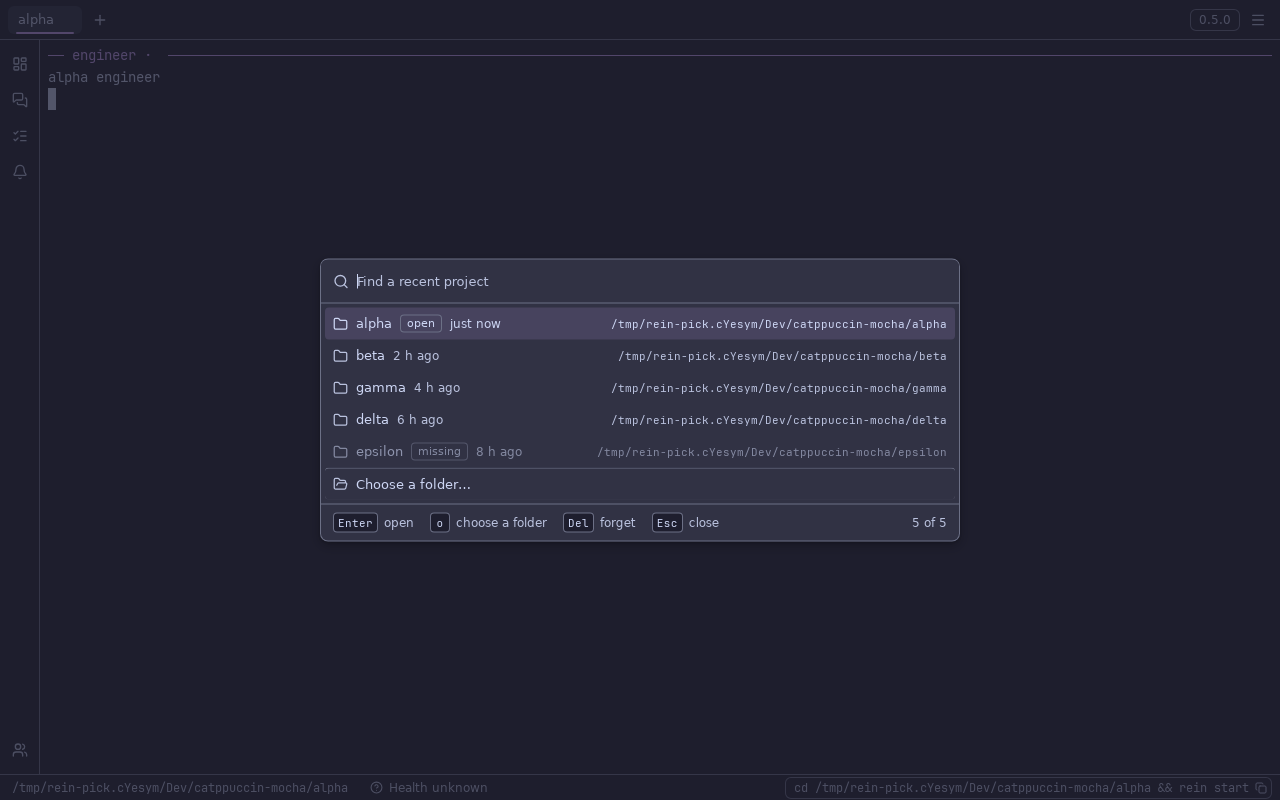 alpha
0.5.0
engineer ·
alpha engineer
Find a recent project
alpha open just now /tmp/rein-pick.cYesym/Dev/catppuccin-mocha/alpha
beta 2 h ago /tmp/rein-pick.cYesym/Dev/catppuccin-mocha/beta
gamma 4 h ago /tmp/rein-pick.cYesym/Dev/catppuccin-mocha/gamma
delta 6 h ago /tmp/rein-pick.cYesym/Dev/catppuccin-mocha/delta
epsilon missing 8 h ago /tmp/rein-pick.cYesym/Dev/catppuccin-mocha/epsilon
Choose a folder...
Enter open o choose a folder Del forget Esc close 5 of 5
/tmp/rein-pick.cYesym/Dev/catppuccin-mocha/alpha Health unknown cd /tmp/rein-pick.cYesym/Dev/catppuccin-mocha/alpha && rein start